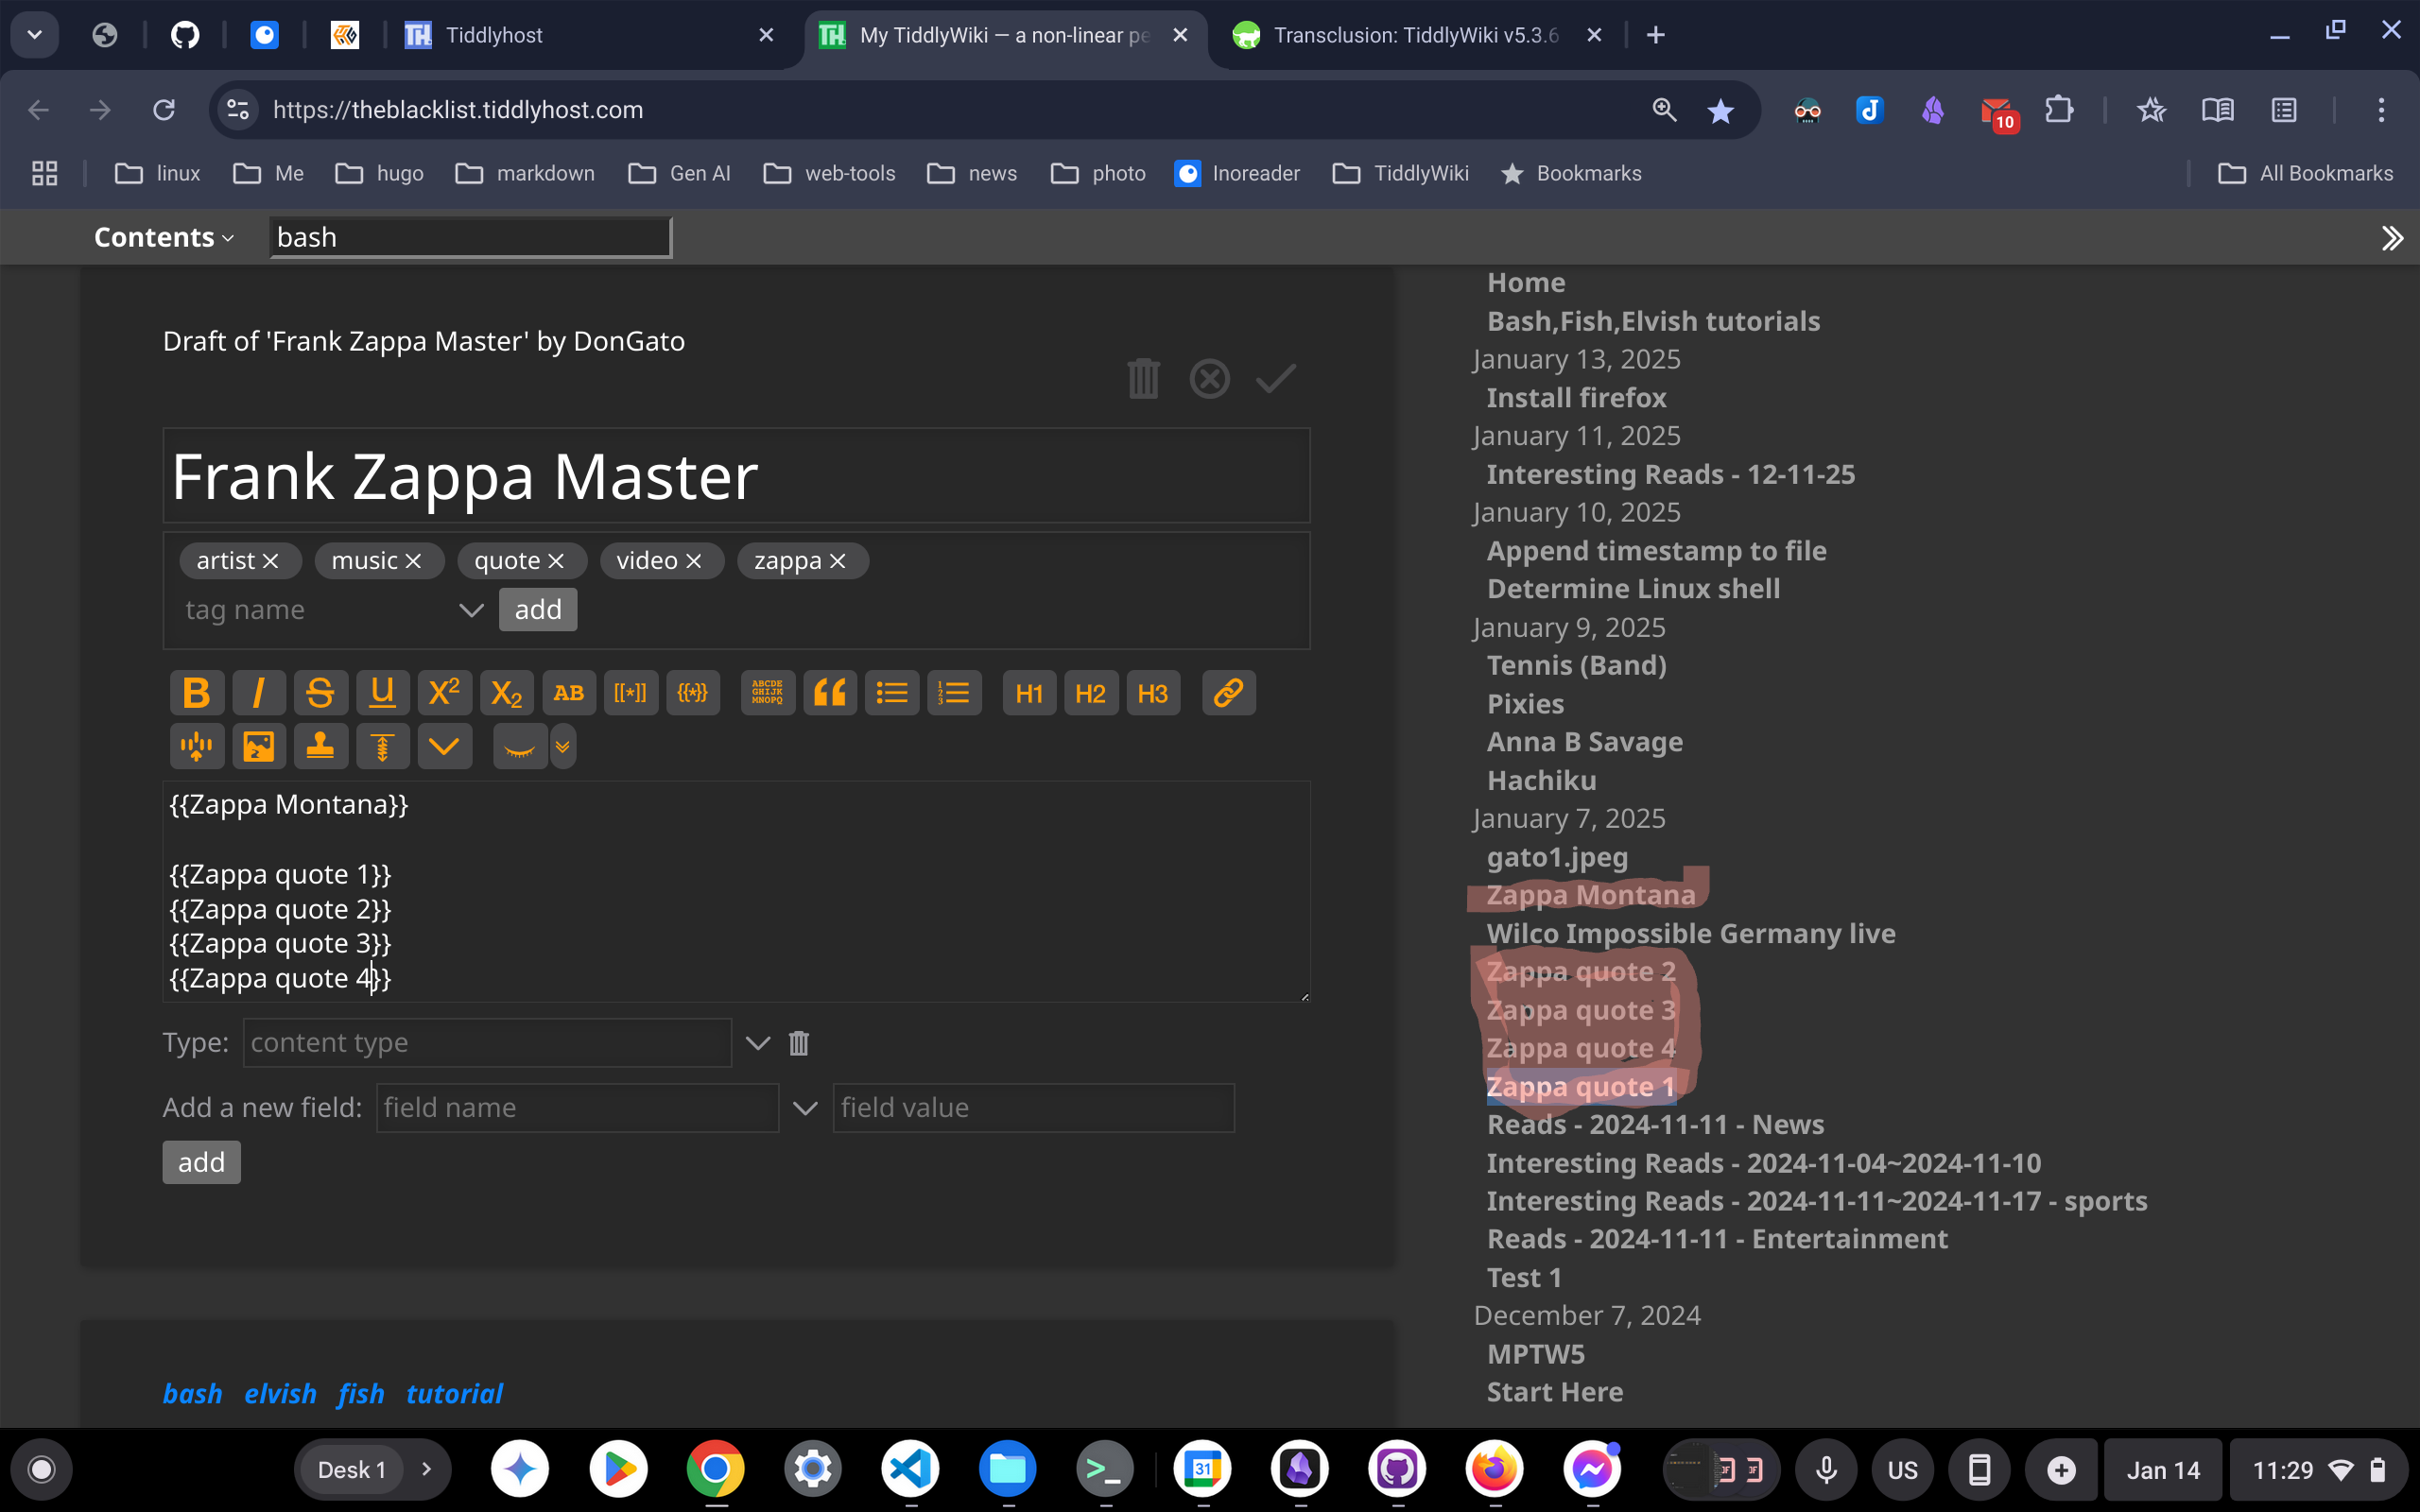 Tiddlyhost
My TiddlyWiki — a non-linear pe
Transclusion: TiddlyWiki v5.3.6
https://theblacklist.tiddlyhost.com
10
linux
Me
hugo
markdown
Gen AI
web-tools
news
photo
Inoreader
TiddlyWiki
Bookmarks
All Bookmarks
Contents
bash
Draft of 'Frank Zappa Master' by DonGato
Frank Zappa Master
artist
music
quote
video
zappa
tag name
add
B I S U X2 X2 AB [[*]] {{*}} ABCDE FGHIJK MNOPQ H1 H2 H3
{{Zappa Montana}}
{{Zappa quote 1}}
{{Zappa quote 2}}
{{Zappa quote 3}}
{{Zappa quote 4}}
Type: content type
Add a new field: field name field value
add
bash elvish fish tutorial
Home
Bash,Fish,Elvish tutorials
January 13, 2025
Install firefox
January 11, 2025
Interesting Reads - 12-11-25
January 10, 2025
Append timestamp to file
Determine Linux shell
January 9, 2025
Tennis (Band)
Pixies
Anna B Savage
Hachiku
January 7, 2025
gato1.jpeg
Zappa Montana
Wilco Impossible Germany live
Zappa quote 2
Zappa quote 3
Zappa quote 4
Zappa quote 1
Reads - 2024-11-11 - News
Interesting Reads - 2024-11-04~2024-11-10
Interesting Reads - 2024-11-11~2024-11-17 - sports
Reads - 2024-11-11 - Entertainment
Test 1
December 7, 2024
MPTW5
Start Here
Desk 1
31
US
Jan 14
11:29